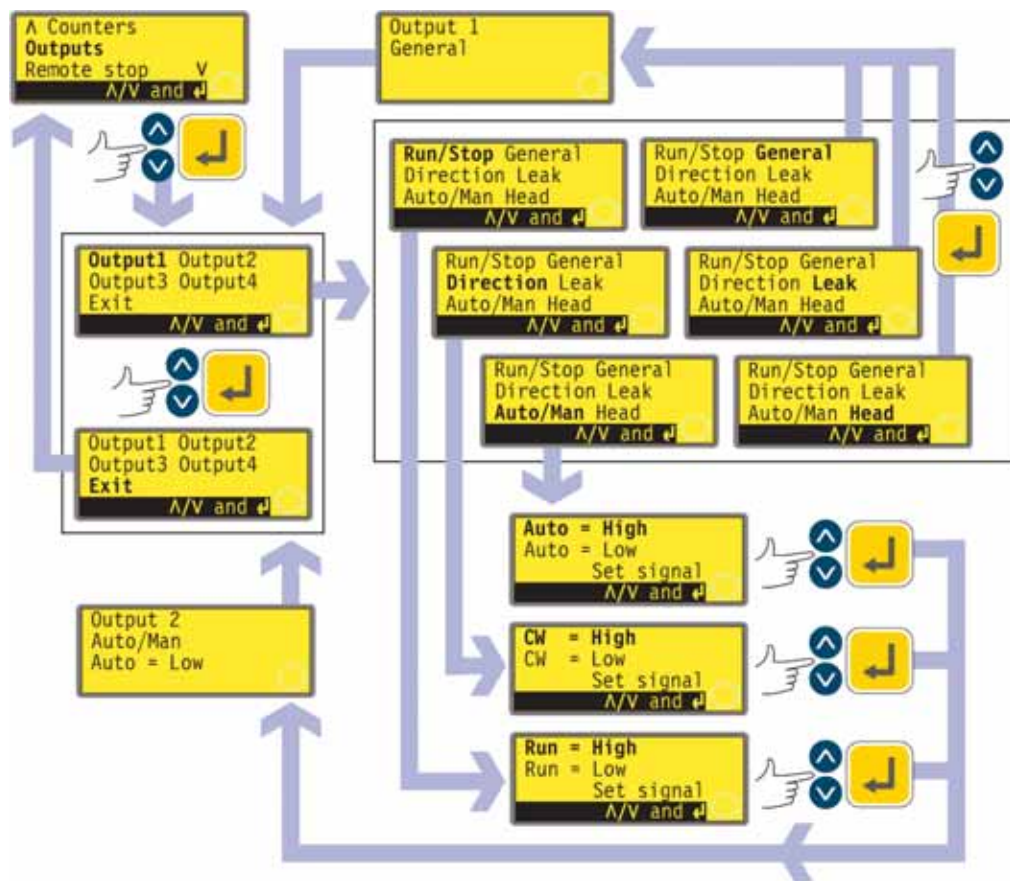 Λ Counters
Outputs
Remote stop V
Λ/V and ↲
Output 1
General
Run/Stop General
Direction Leak
Auto/Man Head
Λ/V and ↲
Run/Stop General
Direction Leak
Auto/Man Head
Λ/V and ↲
Output1 Output2
Output3 Output4
Exit
Λ/V and ↲
Run/Stop General
Direction Leak
Auto/Man Head
Λ/V and ↲
Run/Stop General
Direction Leak
Auto/Man Head
Λ/V and ↲
Run/Stop General
Direction Leak
Auto/Man Head
Λ/V and ↲
Run/Stop General
Direction Leak
Auto/Man Head
Λ/V and ↲
Output1 Output2
Output3 Output4
Exit
Λ/V and ↲
Auto = High
Auto = Low
Set signal
Λ/V and ↲
Output 2
Auto/Man
Auto = Low
CW = High
CW = Low
Set signal
Λ/V and ↲
Run = High
Run = Low
Set signal
Λ/V and ↲